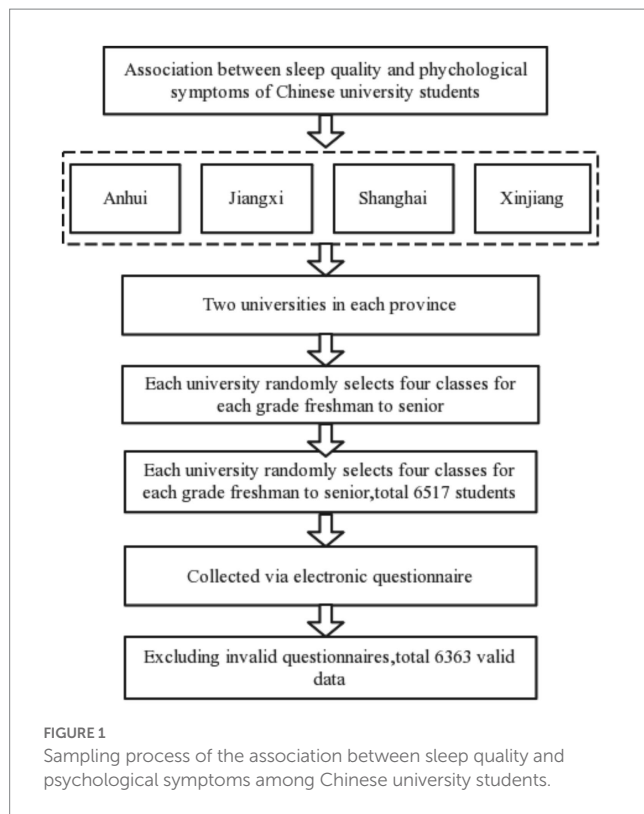 Association between sleep quality and phychological
symptoms of Chinese university students
Anhui
Jiangxi
Shanghai
Xinjiang
Two universities in each province
Each university randomly selects four classes for
each grade freshman to senior
Each university randomly selects four classes for
each grade freshman to senior,total 6517 students
Collected via electronic questionnaire
Excluding invalid questionnaires,total 6363 valid
data
FIGURE 1
Sampling process of the association between sleep quality and
psychological symptoms among Chinese university students.